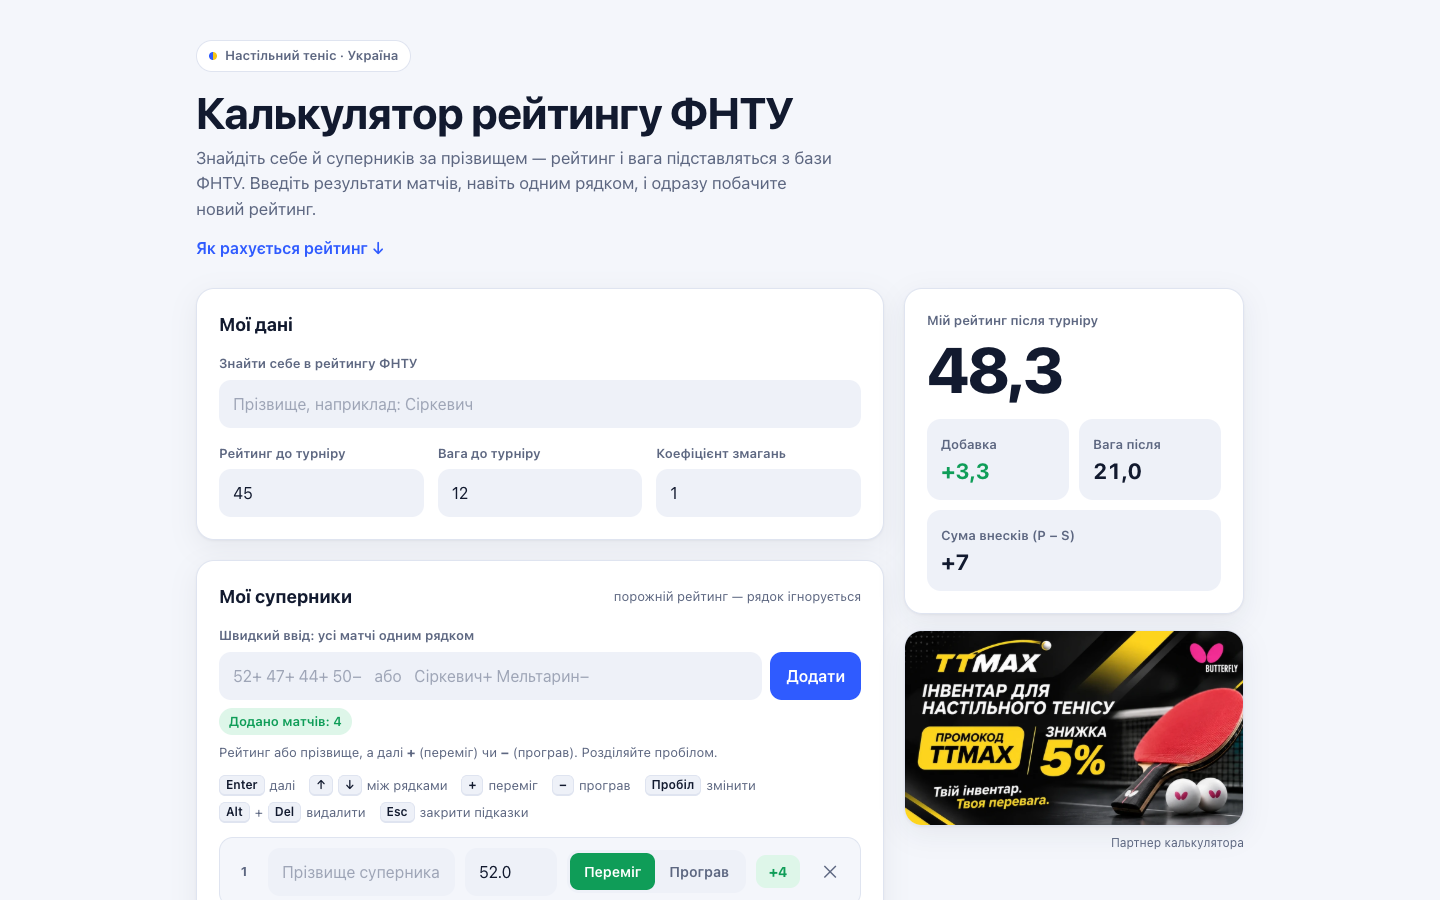 Настільний теніс · Україна
Калькулятор рейтингу ФНТУ
Знайдіть себе й суперників за прізвищем — рейтинг і вага підставляться з бази
ФНТУ. Введіть результати матчів, навіть одним рядком, і одразу побачите
новий рейтинг.
Як рахується рейтинг ↓
Мої дані
Знайти себе в рейтингу ФНТУ
Прізвище, наприклад: Сіркевич
Рейтинг до турніру
Вага до турніру
Коефіцієнт змагань
45
12
1
Мої суперники
порожній рейтинг — рядок ігнорується
Швидкий ввід: усі матчі одним рядком
52+ 47+ 44+ 50− або Сіркевич+ Мельтарин−
Додати
Додано матчів: 4
Рейтинг або прізвище, а далі + (переміг) чи − (програв). Розділяйте пробілом.
Enter далі ↑ ↓ між рядками + переміг − програв Пробіл змінити
Alt + Del видалити Esc закрити підказки
1 Прізвище суперника 52.0 Переміг Програв +4 ×
Мій рейтинг після турніру
48,3
Добавка
+3,3
Вага після
21,0
Сума внесків (P − S)
+7
TTMAX
BUTTERFLY
ІНВЕНТАР ДЛЯ
НАСТІЛЬНОГО ТЕНІСУ
ПРОМОКОД
TTMAX
ЗНИЖКА
5%
Твій інвентар.
Твоя перевага.
Партнер калькулятора